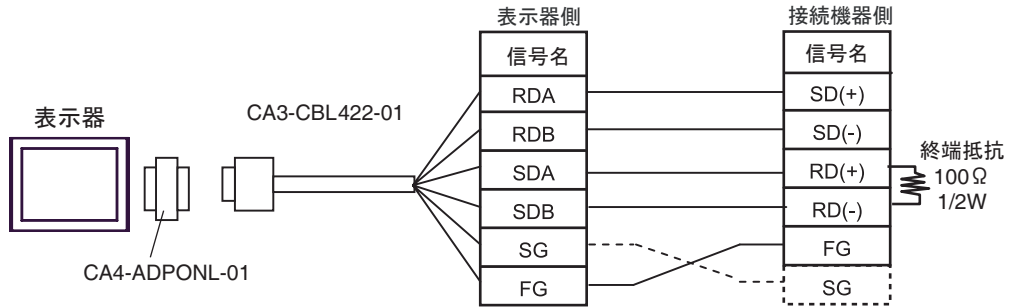 表示器
CA3-CBL422-01
CA4-ADPONL-01
表示器側
信号名
RDA
RDB
SDA
SDB
SG
FG
接続機器側
信号名
SD(+)
SD(-)
RD(+)
RD(-)
FG
SG
終端抵抗
100Ω
1/2W